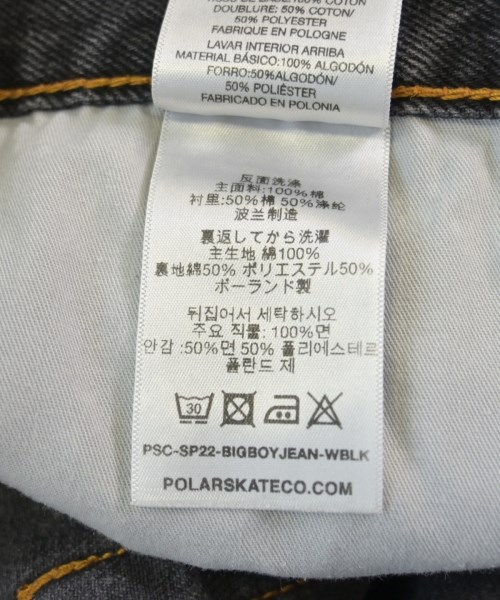 DOUBLURE: 50% COTON/
50% POLYESTER
FABRIQUE EN POLOGNE
LAVAR INTERIOR ARRIBA
MATERIAL BÁSICO:100% ALGODÓN
FORRO:50%ALGODÓN/
50% POLIÉSTER
FABRICADO EN POLONIA
反面洗涤
主面料:100%棉
衬里:50%棉 50%涤纶
波兰制造
裏返してから洗濯
主生地 綿100%
裏地綿50% ポリエステル50%
ポーランド製
뒤집어서 세탁하시오
주요 직물: 100%면
안감 :50%면 50% 폴리에스테르
폴란드 제
30
PSC-SP22-BIGBOYJEAN-WBLK
POLARSKATECO.COM